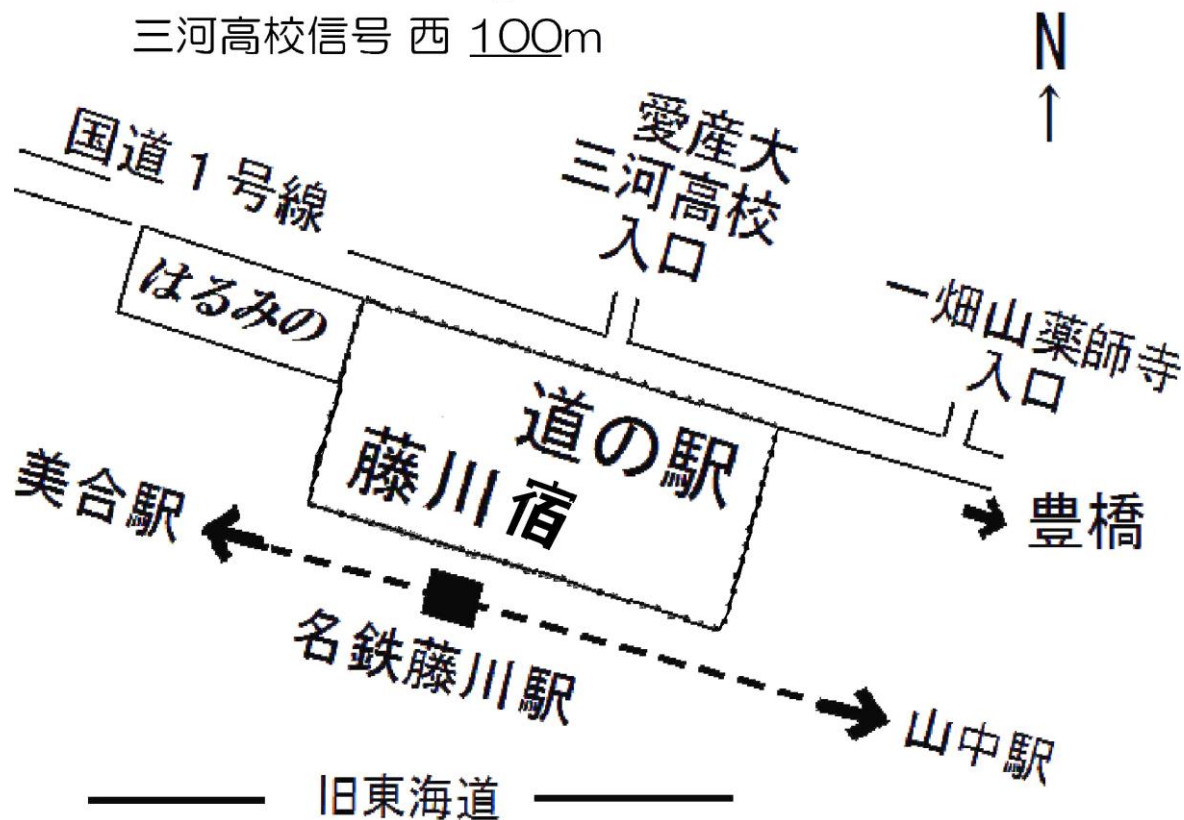 三河高校信号 西 100m
N
↑
国道1号線
愛産大
三河高校
入口
一畑山薬師寺
入口
はるみの
道の駅
藤川宿
美合駅
豊橋
名鉄藤川駅
山中駅
旧東海道